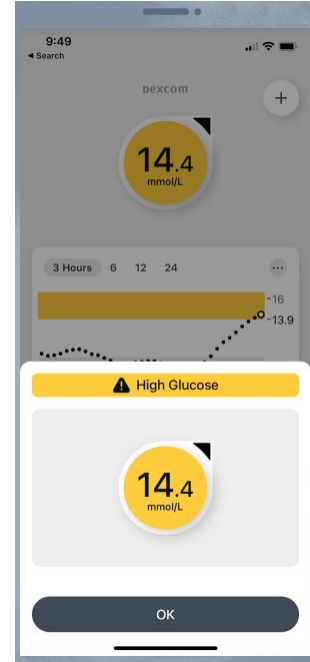 9:49
◀ Search
Dexcom
+
14.4
mmol/L
3 Hours 6 12 24
...
16
13.9
High Glucose
14.4
mmol/L
OK